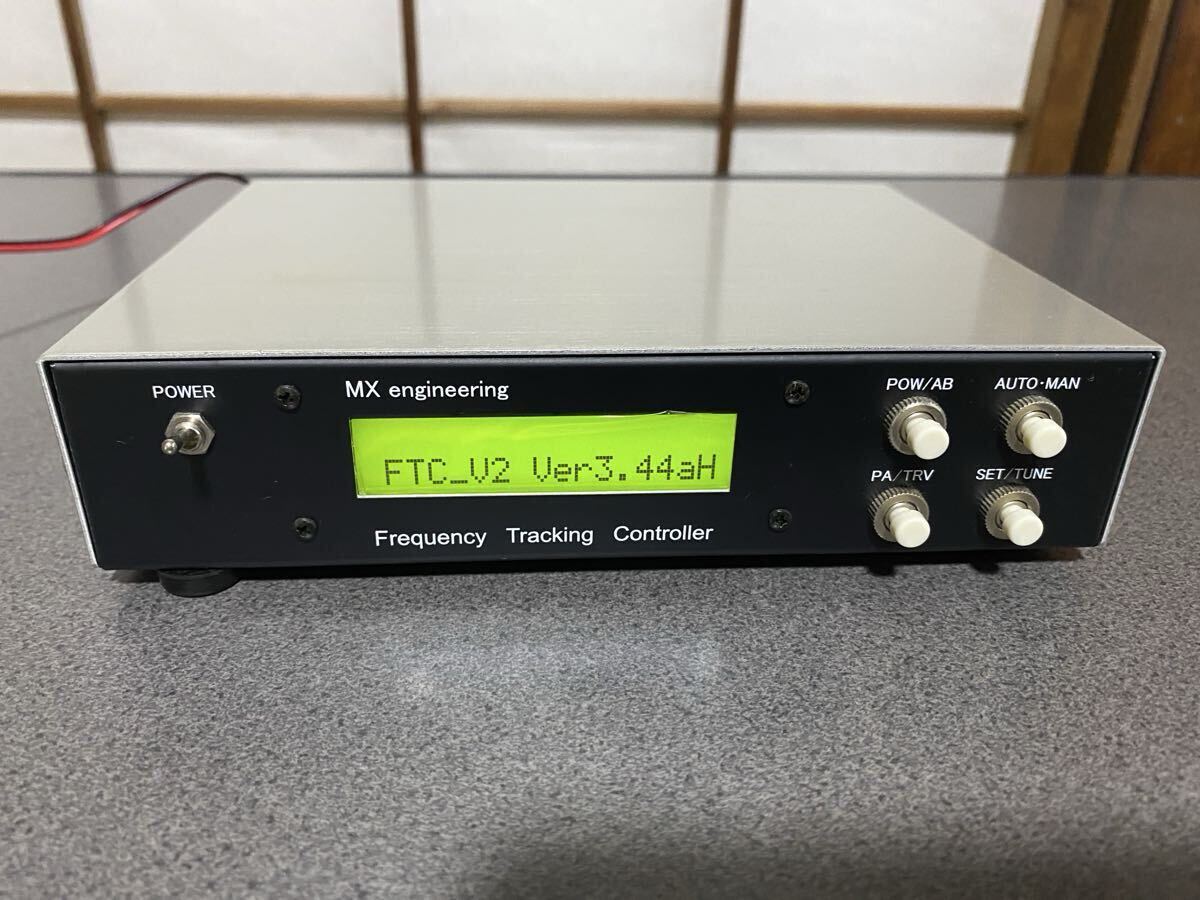 POWER
MX engineering
POW/AB
AUTO・MAN
FTC_V2 Ver3.44aH
PA/TRV
SET/TUNE
Frequency Tracking Controller